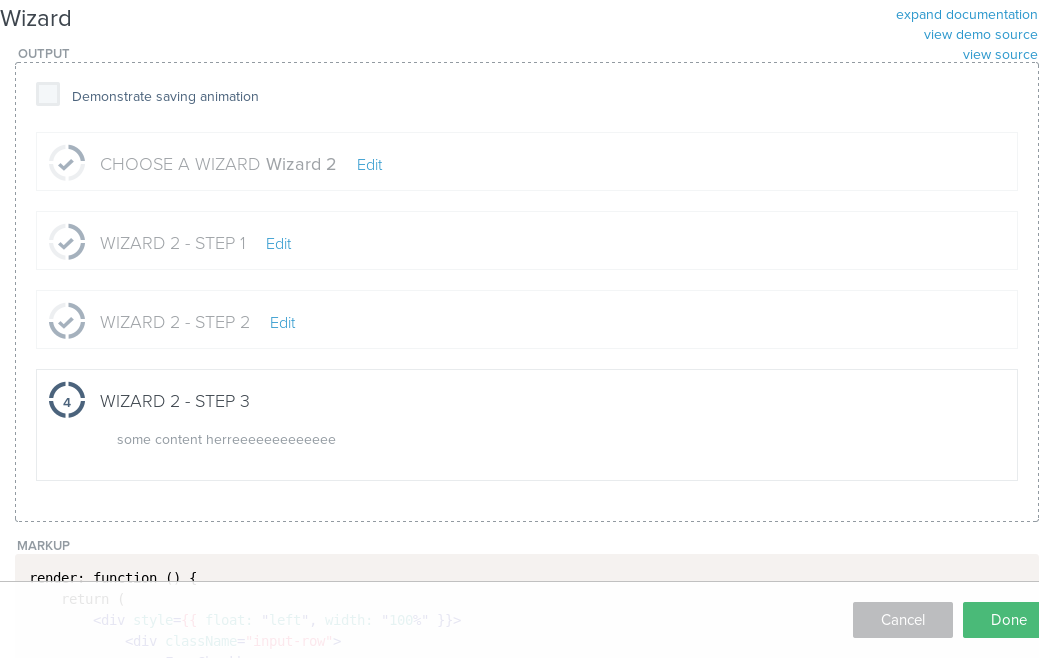 Wizard
expand documentation
view demo source
view source
OUTPUT
Demonstrate saving animation
CHOOSE A WIZARD Wizard 2 Edit
WIZARD 2 - STEP 1 Edit
WIZARD 2 - STEP 2 Edit
4 WIZARD 2 - STEP 3
some content herreeeeeeeeeeeee
MARKUP
render: function () {
return (
<div style={{ float: "left", width: "100%" }}>
<div className="input-row">
Cancel
Done